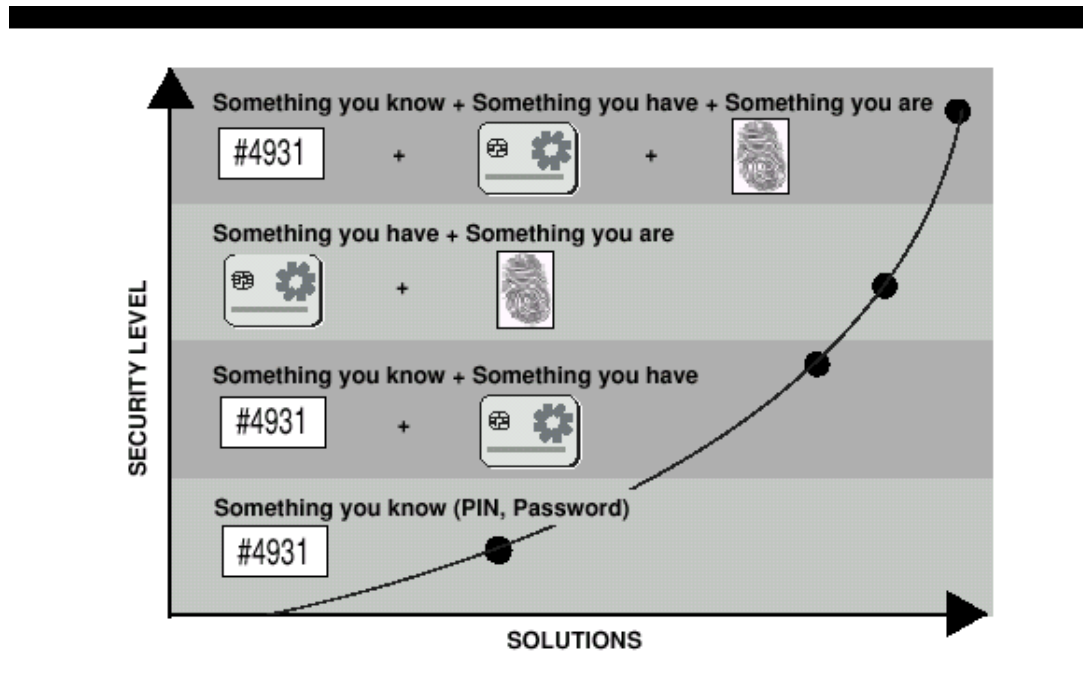 Something you know + Something you have + Something you are
#4931 + +
Something you have + Something you are
+
Something you know + Something you have
#4931 +
Something you know (PIN, Password)
#4931
SECURITY LEVEL
SOLUTIONS